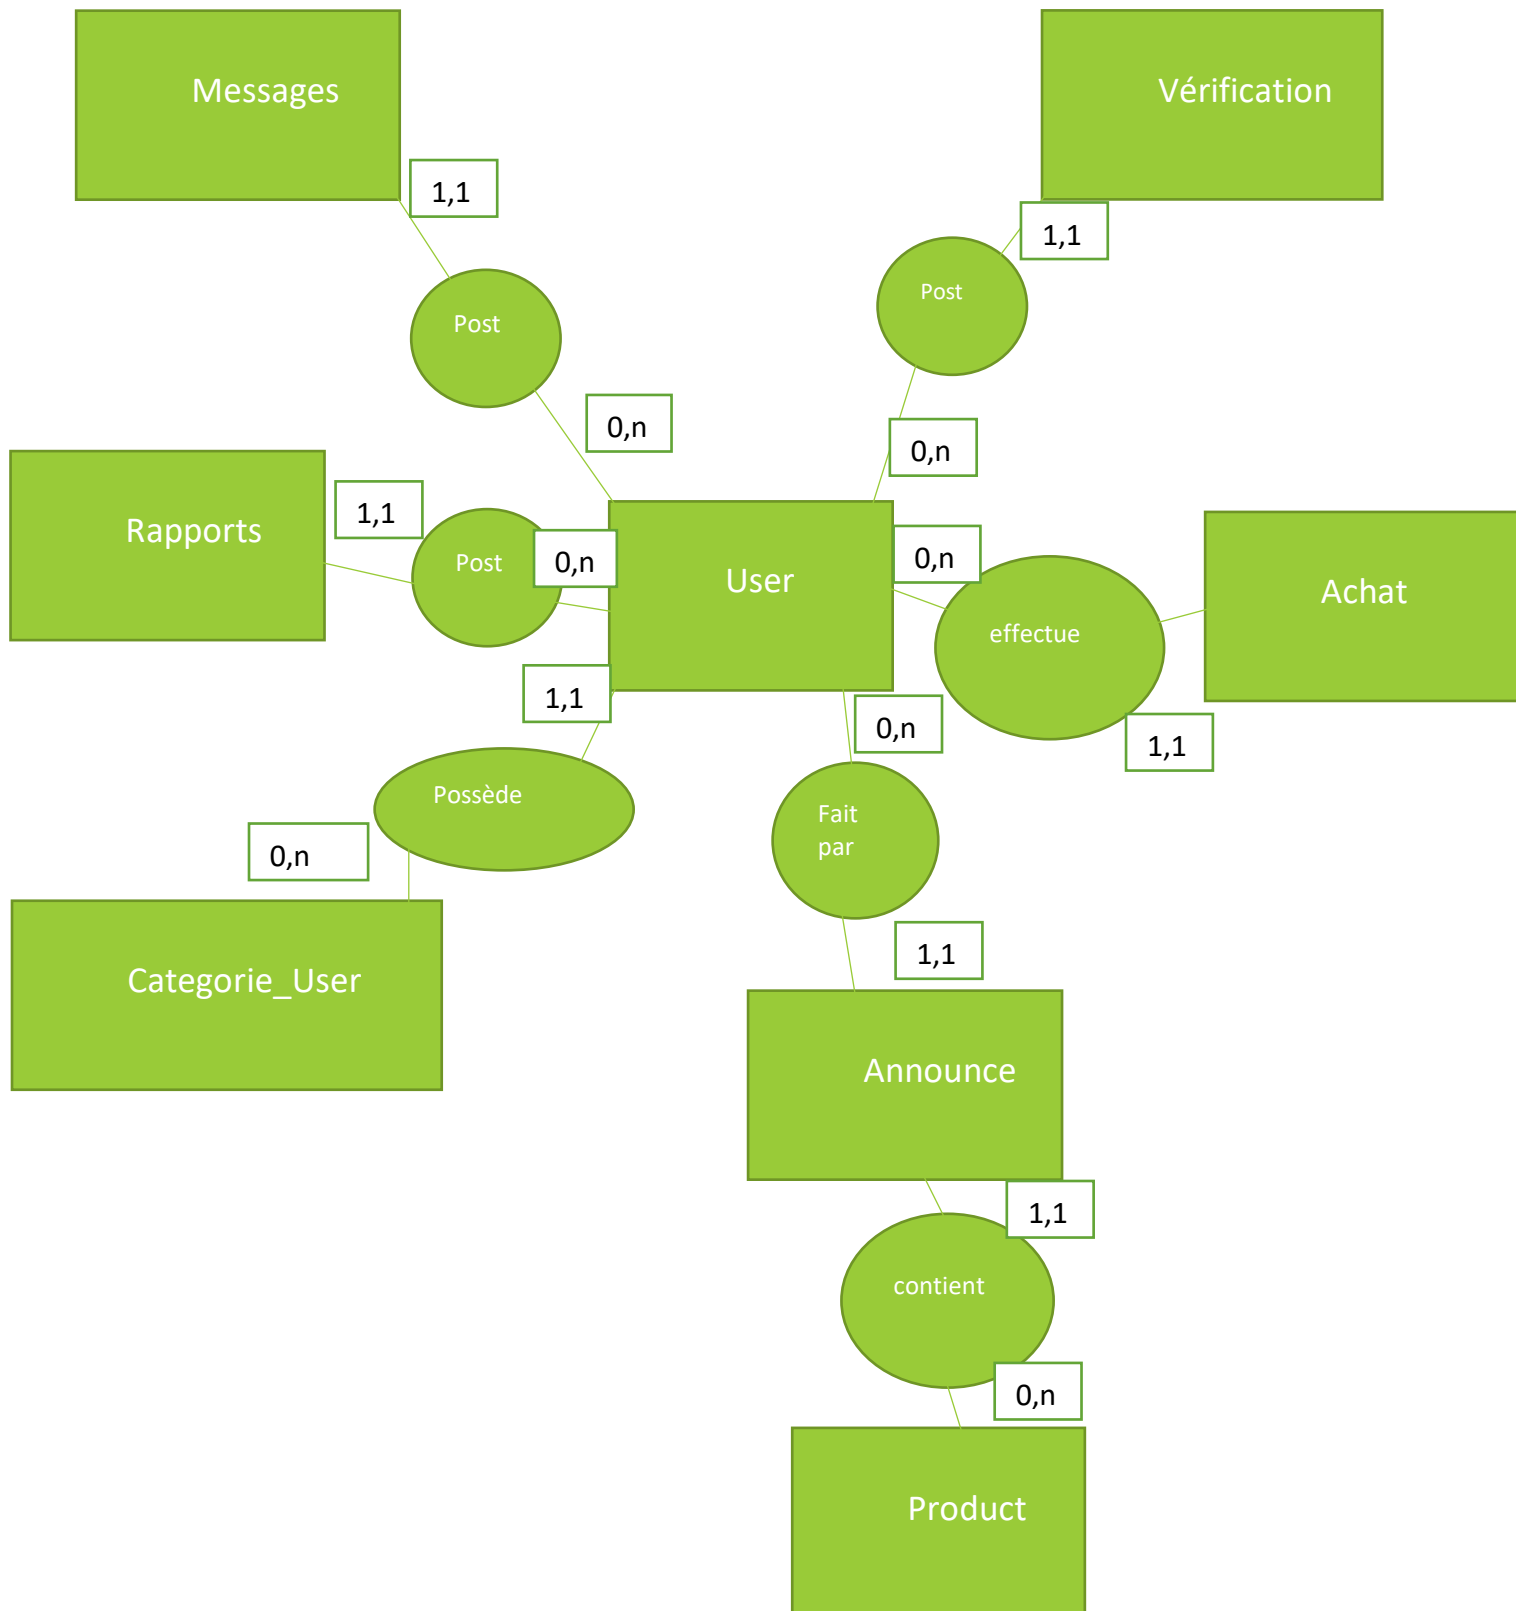 Messages
Vérification
1,1
1,1
Post
Post
0,n
0,n
Rapports
1,1
Post
0,n
User
0,n
effectue
Achat
1,1
1,1
0,n
Possède
Fait
par
0,n
Categorie_User
1,1
Announce
1,1
contient
0,n
Product